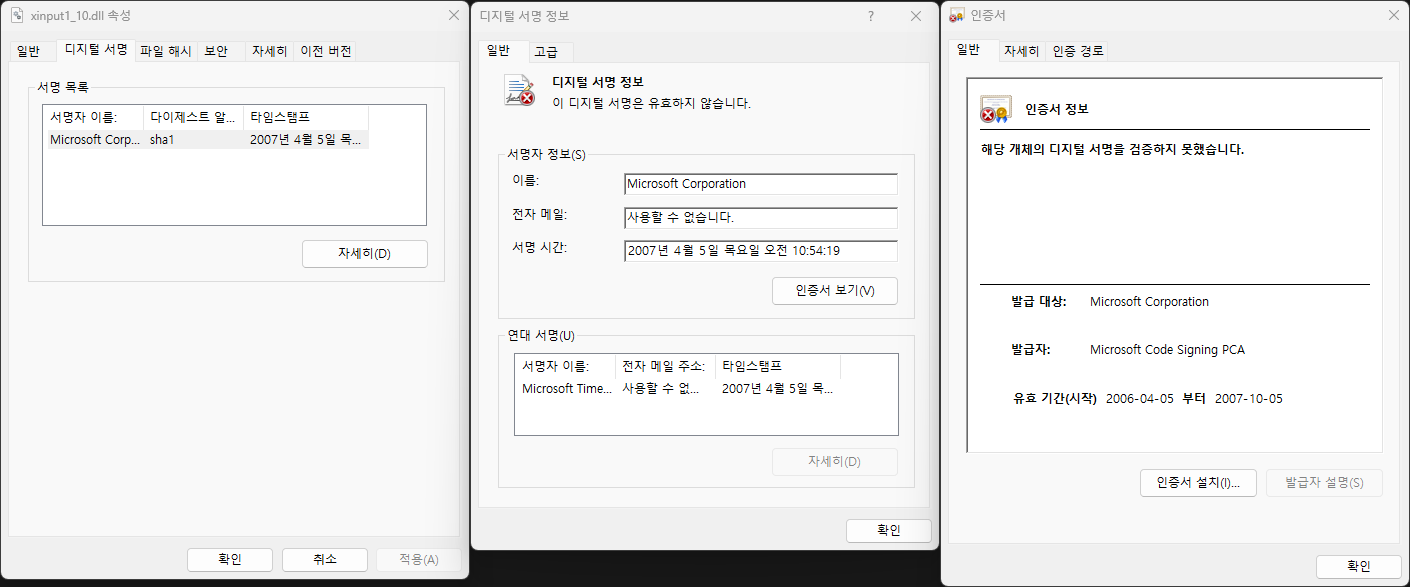 xinput1_10.dll 속성
일반
디지털 서명
파일 해시
보안
자세히
이전 버전
서명 목록
서명자 이름: 다이제스트 알... 타임스탬프
Microsoft Corp... sha1 2007년 4월 5일 목...
자세히(D)
확인
취소
적용(A)
디지털 서명 정보
?
일반
고급
디지털 서명 정보
이 디지털 서명은 유효하지 않습니다.
서명자 정보(S)
이름: Microsoft Corporation
전자 메일: 사용할 수 없습니다.
서명 시간: 2007년 4월 5일 목요일 오전 10:54:19
인증서 보기(V)
연대 서명(U)
서명자 이름: 전자 메일 주소: 타임스탬프
Microsoft Time... 사용할 수 없... 2007년 4월 5일 목...
자세히(D)
확인
인증서
일반
자세히
인증 경로
인증서 정보
해당 개체의 디지털 서명을 검증하지 못했습니다.
발급 대상: Microsoft Corporation
발급자: Microsoft Code Signing PCA
유효 기간(시작) 2006-04-05 부터 2007-10-05
인증서 설치(I)...
발급자 설명(S)
확인